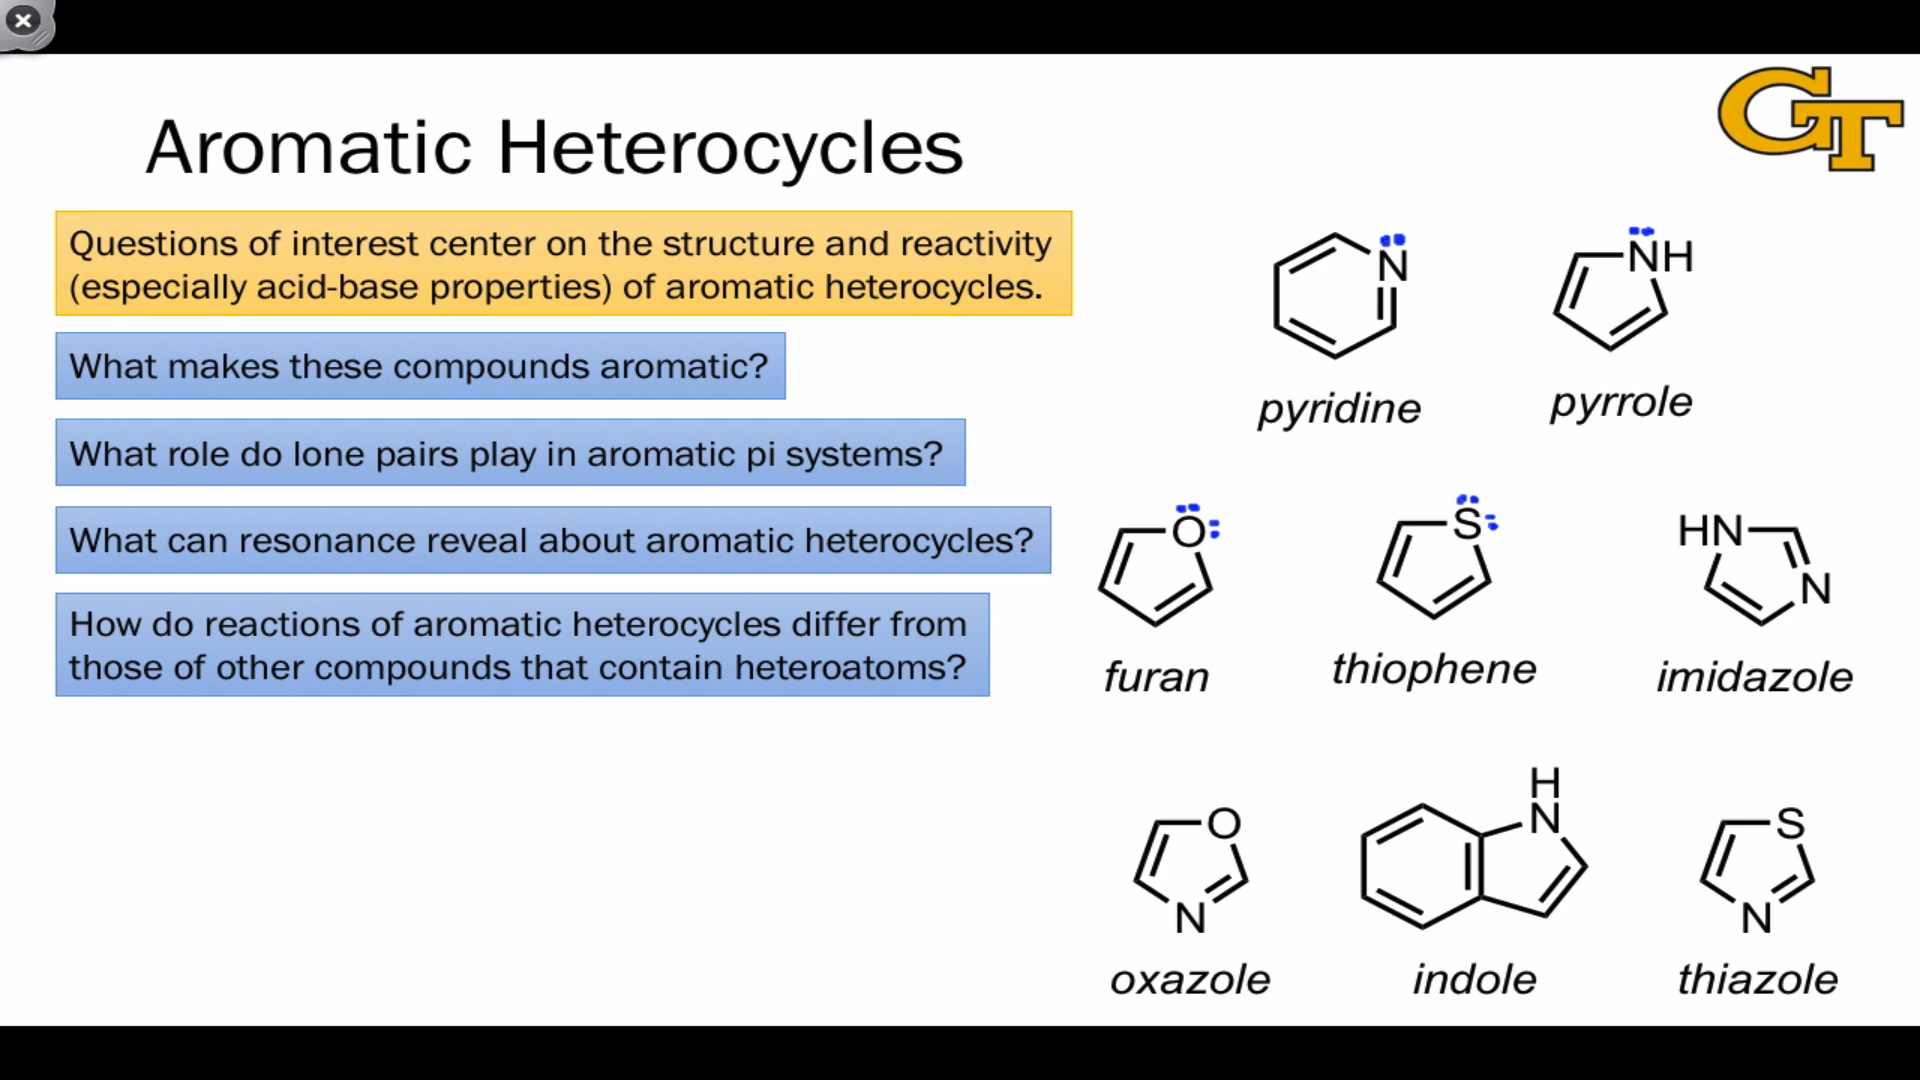 GT
Aromatic Heterocycles
Questions of interest center on the structure and reactivity
(especially acid-base properties) of aromatic heterocycles.
What makes these compounds aromatic?
What role do lone pairs play in aromatic pi systems?
What can resonance reveal about aromatic heterocycles?
How do reactions of aromatic heterocycles differ from
those of other compounds that contain heteroatoms?
N
pyridine
NH
pyrrole
O
furan
S
thiophene
HN
N
imidazole
O
N
oxazole
H
N
indole
S
N
thiazole